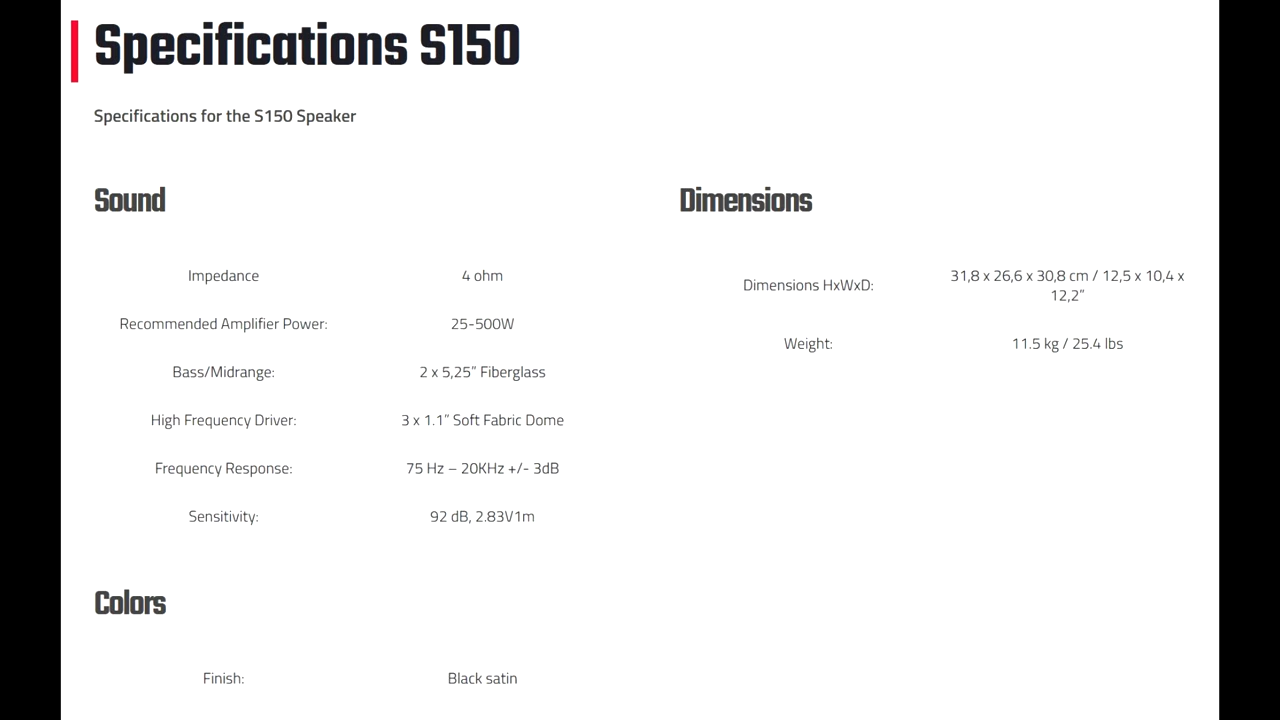 Specifications S150
Specifications for the S150 Speaker
Sound
Impedance 4 ohm
Recommended Amplifier Power: 25-500W
Bass/Midrange: 2 x 5,25” Fiberglass
High Frequency Driver: 3 x 1.1” Soft Fabric Dome
Frequency Response: 75 Hz – 20KHz +/- 3dB
Sensitivity: 92 dB, 2.83V1m
Dimensions
Dimensions HxWxD: 31,8 x 26,6 x 30,8 cm / 12,5 x 10,4 x
12,2”
Weight: 11.5 kg / 25.4 lbs
Colors
Finish: Black satin